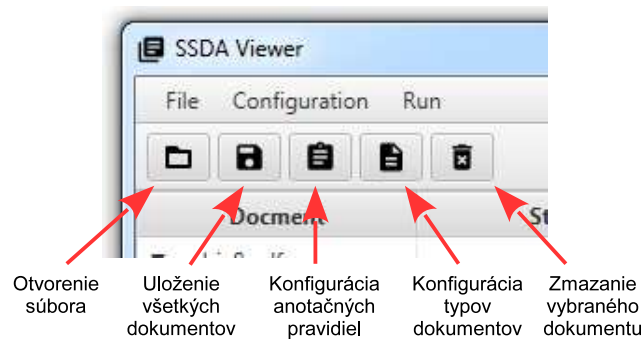 SSDA Viewer
File Configuration Run
Docment St
Otvorenie súbora
Uloženie všetkých dokumentov
Konfigurácia anotačných pravidiel
Konfigurácia typov dokumentov
Zmazanie vybraného dokumentu